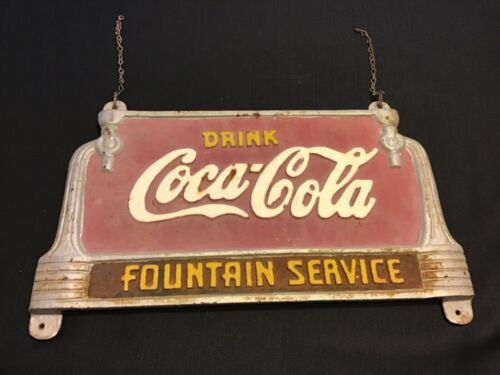 DRINK
Coca-Cola
FOUNTAIN SERVICE